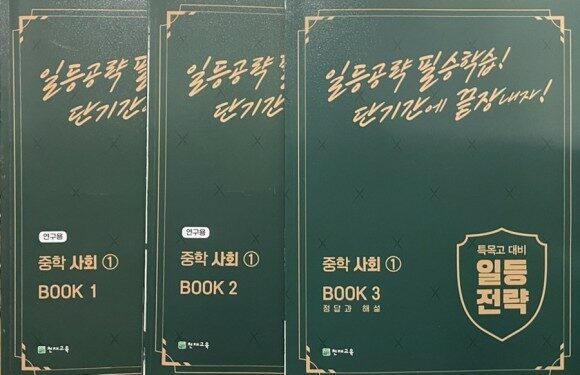 일등공략 필
단기간에
연구용
중학 사회 ①
BOOK 1
천재교육
일등공략
단기간
연구용
중학 사회 ①
BOOK 2
천재교육
일등공략 필승학습!
단기간에 끝장내자!
중학 사회 ①
BOOK 3
정답과 해설
특목고 대비
일등
전략
천재교육